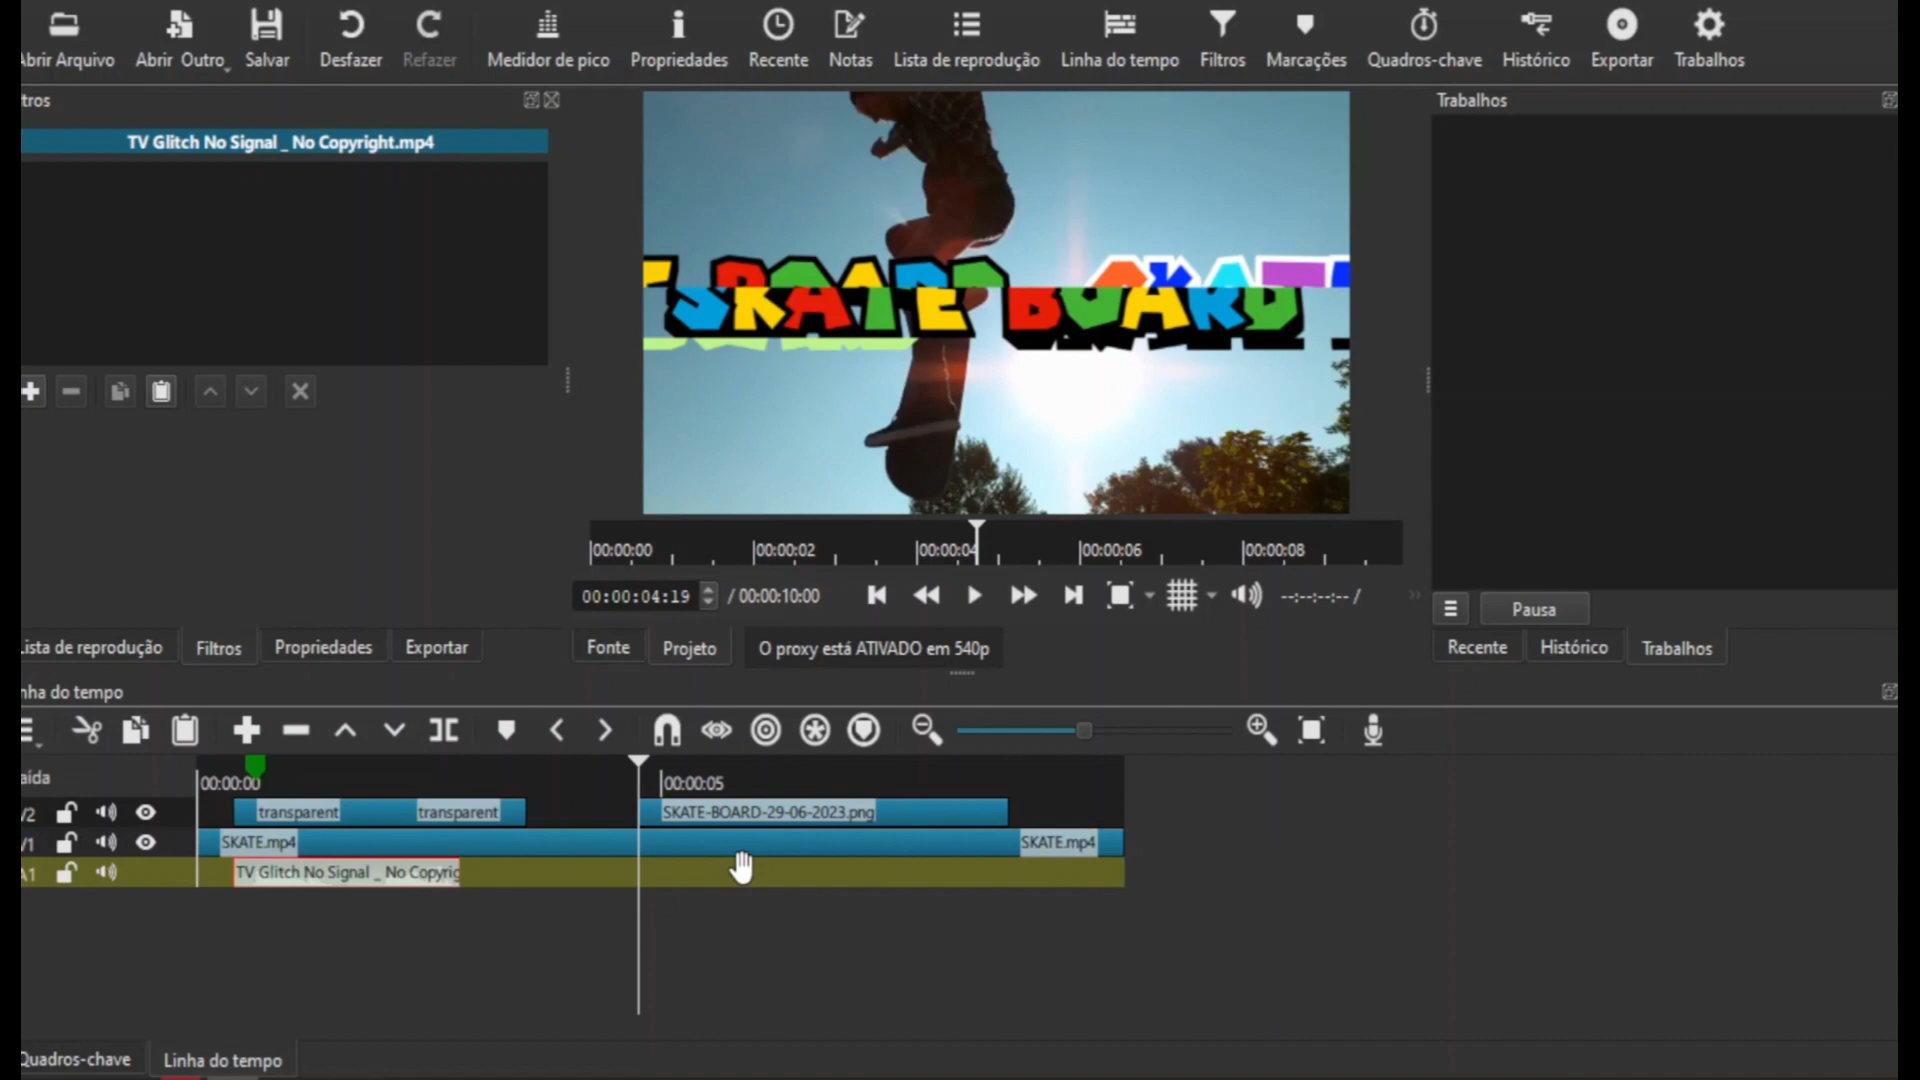 Abrir Arquivo
Abrir Outro
Salvar
Desfazer
Refazer
Medidor de pico
Propriedades
Recente
Notas
Lista de reprodução
Linha do tempo
Filtros
Marcações
Quadros-chave
Histórico
Exportar
Trabalhos
tros
Trabalhos
TV Glitch No Signal _ No Copyright.mp4
SKATE BOARD
00:00:00
00:00:02
00:00:04
00:00:06
00:00:08
00:00:04:19
/ 00:00:10:00
--:--:--:-- /
Pausa
Lista de reprodução
Filtros
Propriedades
Exportar
Fonte
Projeto
O proxy está ATIVADO em 540p
Recente
Histórico
Trabalhos
nha do tempo
aída
00:00:00
00:00:05
V2
transparent
transparent
SKATE-BOARD-29-06-2023.png
V1
SKATE.mp4
SKATE.mp4
A1
TV Glitch No Signal _ No Copyrig
Quadros-chave
Linha do tempo